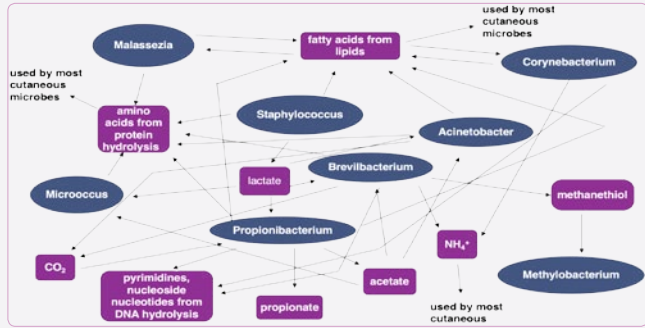 used by most
cutaneous
microbes
Malassezia
fatty acids from
lipids
Corynebacterium
used by most
cutaneous
microbes
amino
acids from
protein
hydrolysis
Staphylococcus
Acinetobacter
Brevilbacterium
Microoccus
lactate
methanethiol
Propionibacterium
NH₄⁺
CO₂
pyrimidines,
nucleoside
nucleotides from
DNA hydrolysis
propionate
acetate
Methylobacterium
used by most
cutaneous